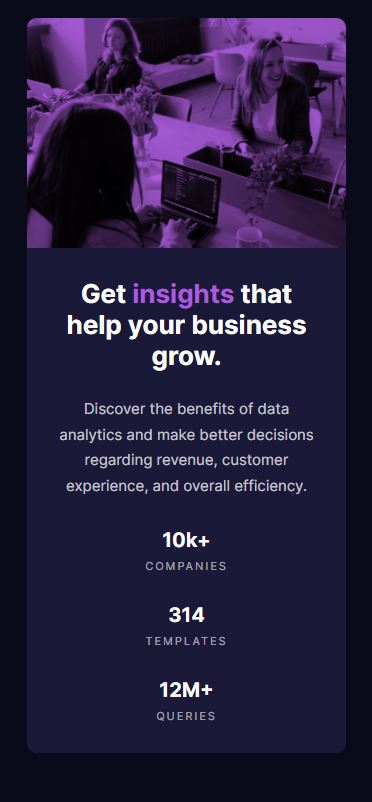 Get insights that
help your business
grow.
Discover the benefits of data
analytics and make better decisions
regarding revenue, customer
experience, and overall efficiency.
10k+
COMPANIES
314
TEMPLATES
12M+
QUERIES